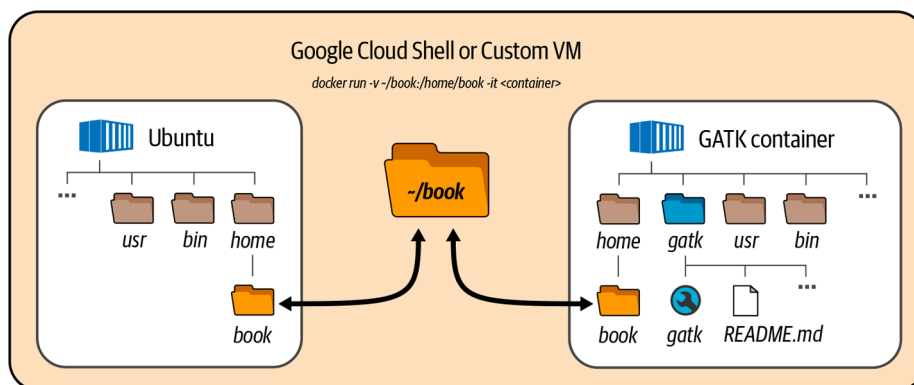 Google Cloud Shell or Custom VM
docker run -v ~/book:/home/book -it <container>
Ubuntu
...
usr
bin
home
book
~/book
GATK container
home
gatk
usr
bin
...
book
gatk
README.md
...